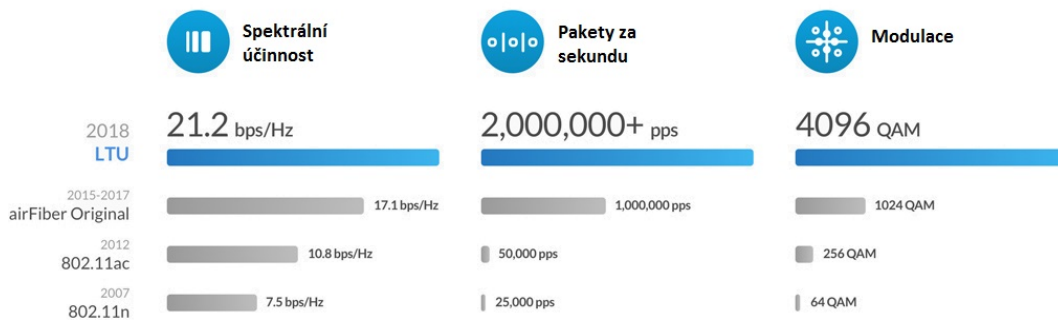 Spektrální
účinnost
Pakety za
sekundu
Modulace
2018
LTU
21.2 bps/Hz
2,000,000+ pps
4096 QAM
2015-2017
airFiber Original
17.1 bps/Hz
1,000,000 pps
1024 QAM
2012
802.11ac
10.8 bps/Hz
50,000 pps
256 QAM
2007
802.11n
7.5 bps/Hz
25,000 pps
64 QAM